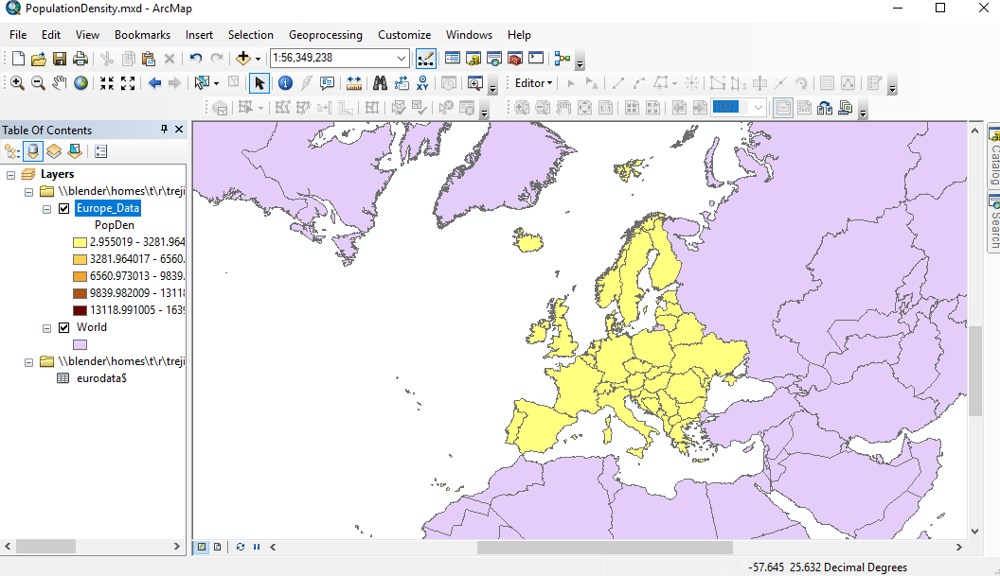 PopulationDensity.mxd - ArcMap
File Edit View Bookmarks Insert Selection Geoprocessing Customize Windows Help
1:56,349,238
Editor
100%
Table Of Contents
Layers
\\blender\homes\t\r\treji
Europe_Data
PopDen
2.955019 - 3281.964
3281.964017 - 6560.
6560.973013 - 9839.
9839.982009 - 1311
13118.991005 - 1639
World
\\blender\homes\t\r\treji
eurodata$
Catalog
Search
-57.645 25.632 Decimal Degrees